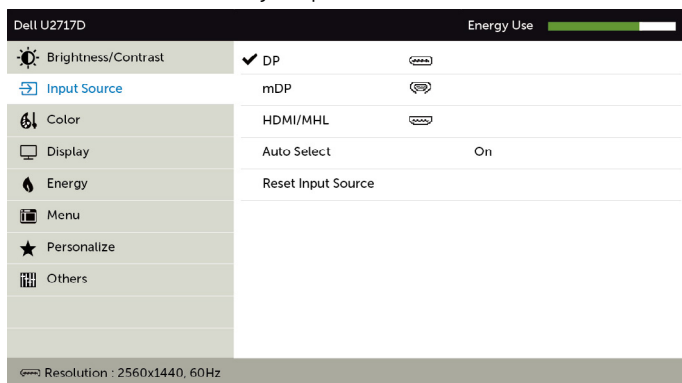 Dell U2717D Energy Use
Brightness/Contrast
Input Source
Color
Display
Energy
Menu
Personalize
Others
DP
mDP
HDMI/MHL
Auto Select On
Reset Input Source
Resolution : 2560x1440, 60Hz